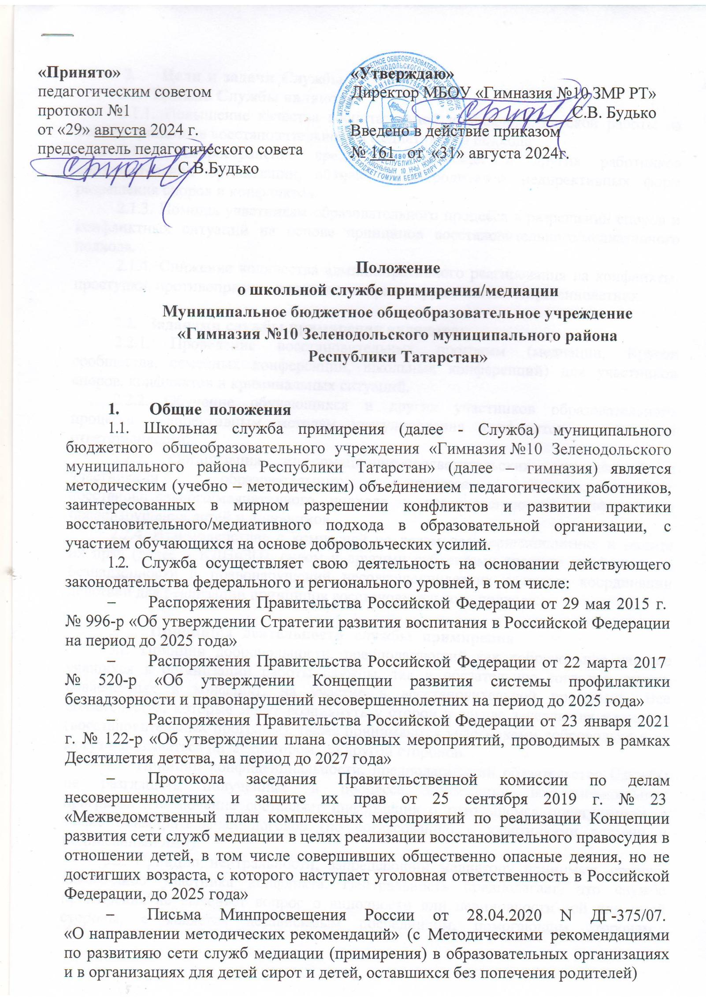 «Принято»
педагогическим советом
протокол №1
от «29» августа 2024 г.
председатель педагогического совета
С.В.Будько
«Утверждаю»
Директор МБОУ «Гимназия №10 ЗМР РТ»
С.В. Будько
Введено в действие приказом
№ 161 от «31» августа 2024г.
Положение
о школьной службе примирения/медиации
Муниципальное бюджетное общеобразовательное учреждение
«Гимназия №10 Зеленодольского муниципального района
Республики Татарстан»
1. Общие положения
1.1. Школьная служба примирения (далее - Служба) муниципального
бюджетного общеобразовательного учреждения «Гимназия №10 Зеленодольского
муниципального района Республики Татарстан» (далее – гимназия) является
методическим (учебно – методическим) объединением педагогических работников,
заинтересованных в мирном разрешении конфликтов и развитии практики
восстановительного/медиативного подхода в образовательной организации, с
участием обучающихся на основе добровольческих усилий.
1.2. Служба осуществляет свою деятельность на основании действующего
законодательства федерального и регионального уровней, в том числе:
– Распоряжения Правительства Российской Федерации от 29 мая 2015 г.
№ 996-р «Об утверждении Стратегии развития воспитания в Российской Федерации
на период до 2025 года»
– Распоряжения Правительства Российской Федерации от 22 марта 2017
№ 520-р «Об утверждении Концепции развития системы профилактики
безнадзорности и правонарушений несовершеннолетних на период до 2025 года»
– Распоряжения Правительства Российской Федерации от 23 января 2021
г. № 122-р «Об утверждении плана основных мероприятий, проводимых в рамках
Десятилетия детства, на период до 2027 года»
– Протокола заседания Правительственной комиссии по делам
несовершеннолетних и защите их прав от 25 сентября 2019 г. № 23
«Межведомственный план комплексных мероприятий по реализации Концепции
развития сети служб медиации в целях реализации восстановительного правосудия в
отношении детей, в том числе совершивших общественно опасные деяния, но не
достигших возраста, с которого наступает уголовная ответственность в Российской
Федерации, до 2025 года»
– Письма Минпросвещения России от 28.04.2020 N ДГ-375/07.
«О направлении методических рекомендаций» (с Методическими рекомендациями
по развитияю сети служб медиации (примирения) в образовательных организациях
и в организациях для детей сирот и детей, оставшихся без попечения родителей)